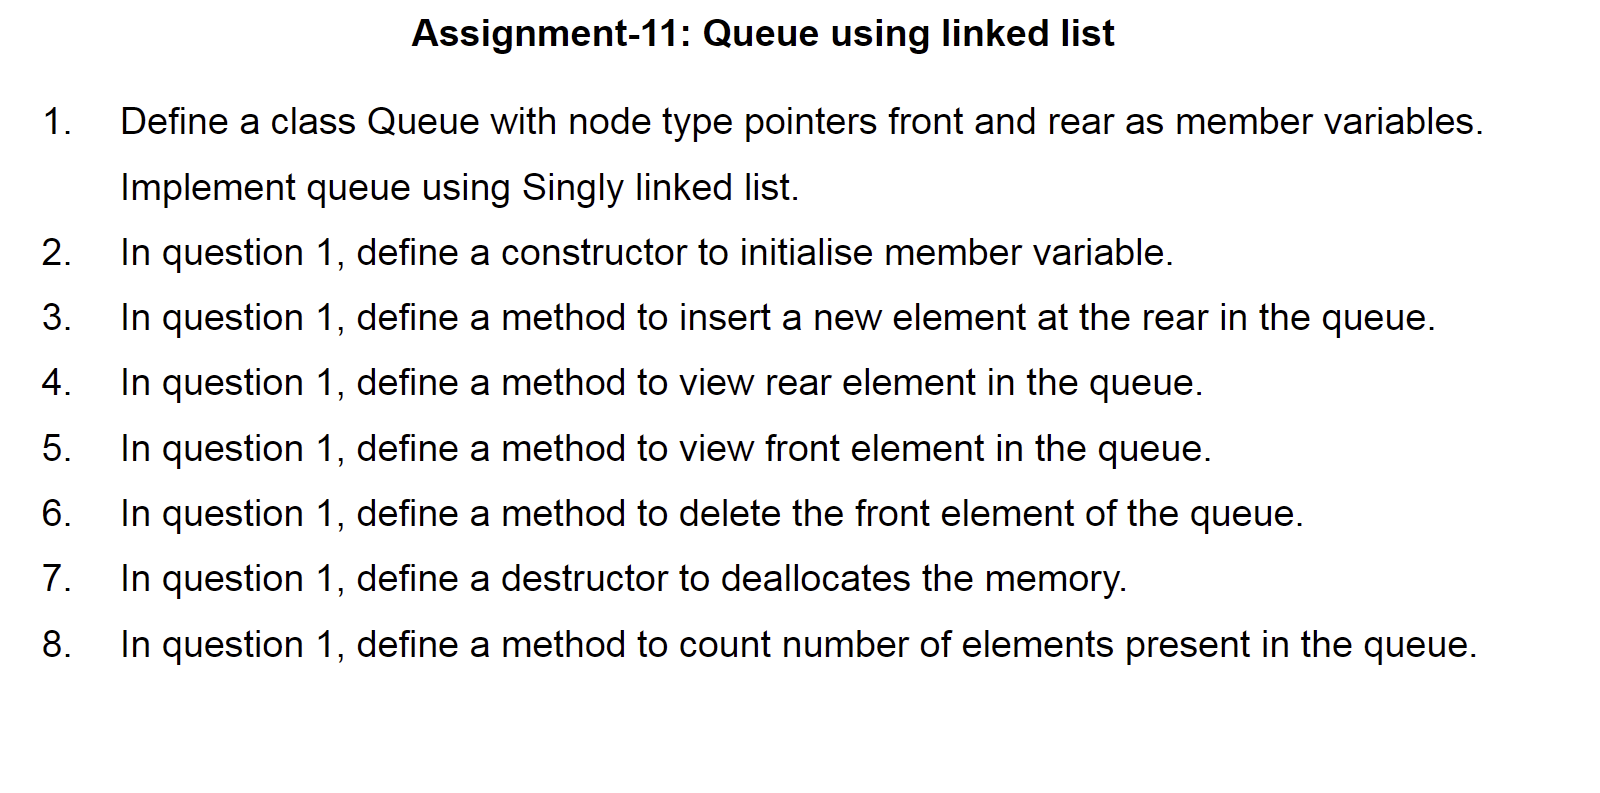 Assignment-11: Queue using linked list
1. Define a class Queue with node type pointers front and rear as member variables.
Implement queue using Singly linked list.
2. In question 1, define a constructor to initialise member variable.
3. In question 1, define a method to insert a new element at the rear in the queue.
4. In question 1, define a method to view rear element in the queue.
5. In question 1, define a method to view front element in the queue.
6. In question 1, define a method to delete the front element of the queue.
7. In question 1, define a destructor to deallocates the memory.
8. In question 1, define a method to count number of elements present in the queue.